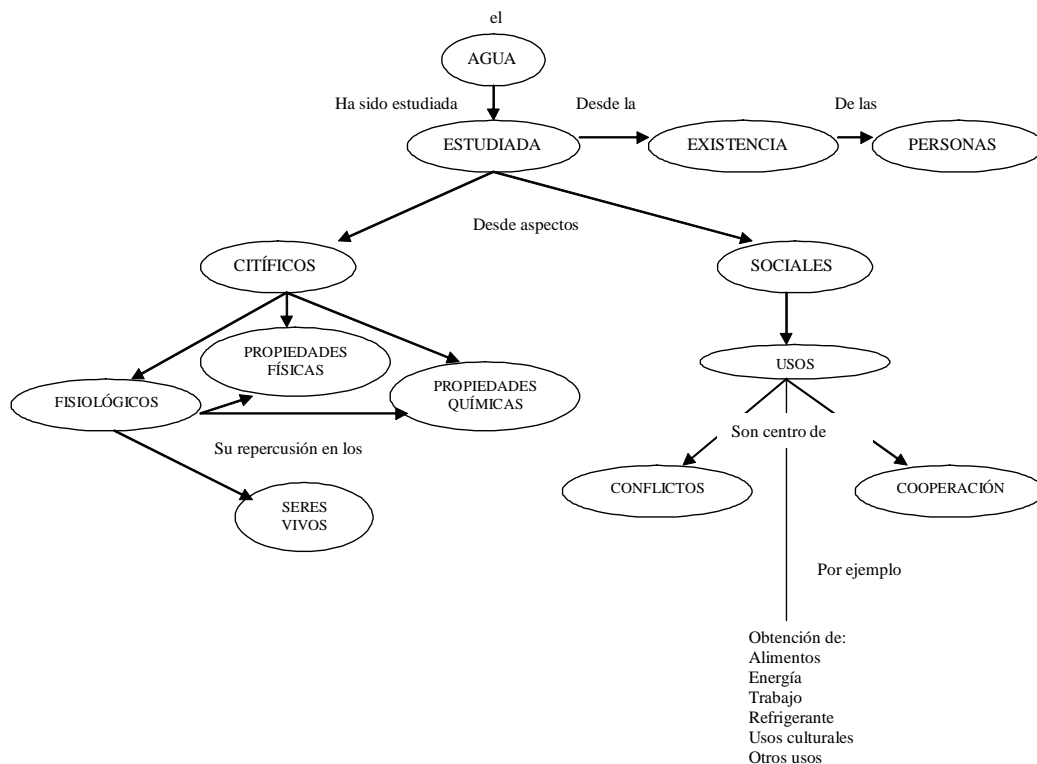 el
AGUA
Ha sido estudiada
Desde la
De las
ESTUDIADA
EXISTENCIA
PERSONAS
Desde aspectos
CITÍFICOS
SOCIALES
PROPIEDADES
FÍSICAS
USOS
FISIOLÓGICOS
PROPIEDADES
QUÍMICAS
Su repercusión en los
Son centro de
SERES
VIVOS
CONFLICTOS
COOPERACIÓN
Por ejemplo
Obtención de:
Alimentos
Energía
Trabajo
Refrigerante
Usos culturales
Otros usos